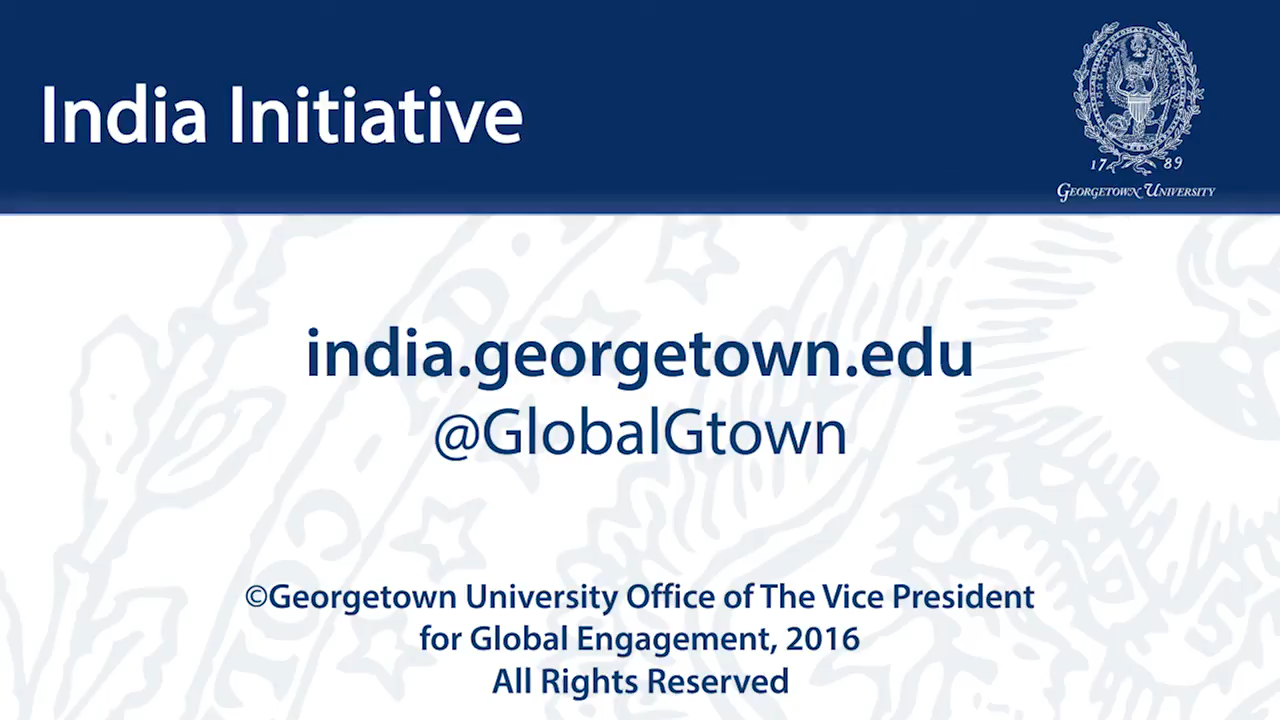 India Initiative
17 89
GEORGETOWN UNIVERSITY
india.georgetown.edu
@GlobalGtown
©Georgetown University Office of The Vice President
for Global Engagement, 2016
All Rights Reserved